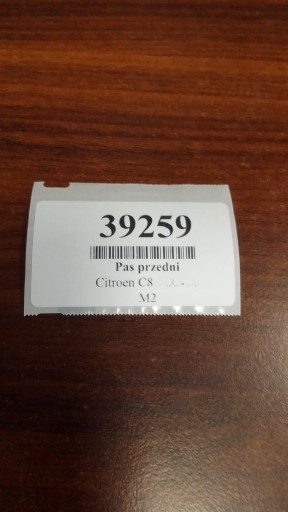 39259
Pas przedni
Citroen C8
M2